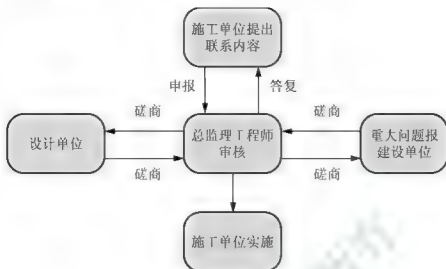 施工单位提出
联系内容
申报
答复
磋商
磋商
设计单位
总监理工程师
审核
重大问题报
建设单位
磋商
磋商
施工单位实施